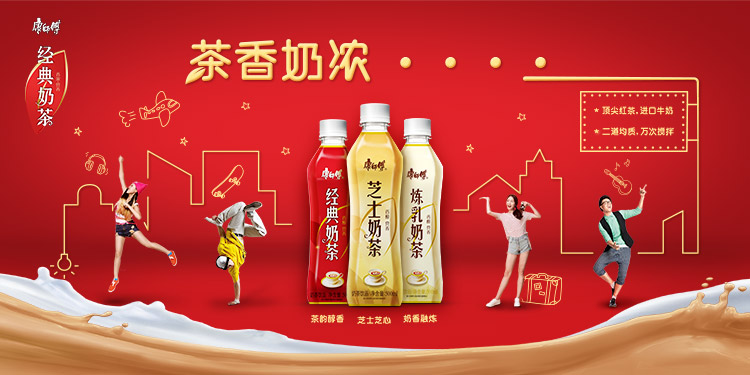 康师傅
经典奶茶
茶香奶浓
★ 顶尖红茶，进口牛奶
★ 二道均质，万次搅拌
康师傅
经典奶茶
康师傅
芝士奶茶
康师傅
炼乳奶茶
茶韵醇香
芝士芝心
奶香融炼